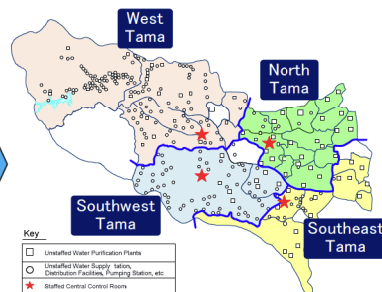 West
Tama
North
Tama
Southwest
Tama
Southeast
Tama
Key
Unstaffed Water Purification Plants
Unstaffed Water Supply tation,
Distribution Facilities, Pumping Station, etc
Staffed Central Control Room